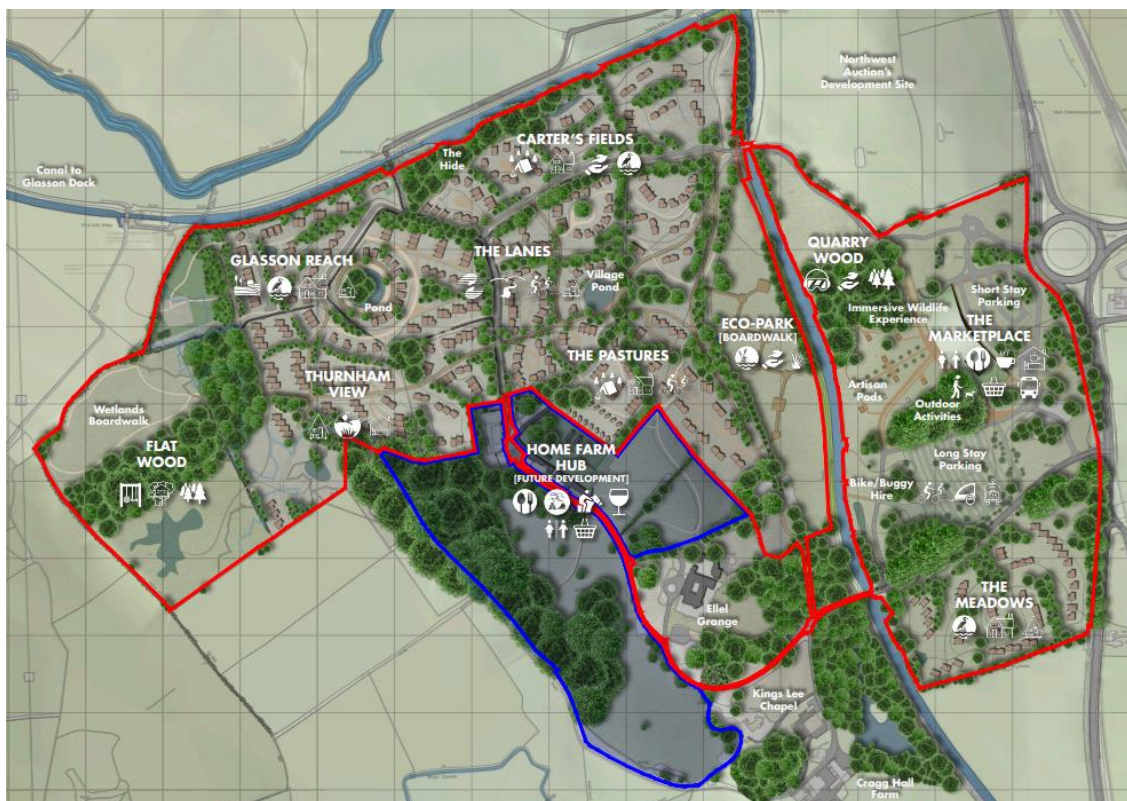 Northwest
Auction's
Development Site
CARTER'S FIELDS
The
Hide
Canal to
Glasson Dock
QUARRY
WOOD
THE LANES
GLASSON REACH
Village
Pond
Pond
Short Stay
Parking
Immersive Wildlife
Experience
THE
MARKETPLACE
ECO-PARK
[BOARDWALK]
THE PASTURES
THURNHAM
VIEW
Artisan
Pods
Outdoor
Activities
Wetlands
Boardwalk
FLAT
WOOD
HOME FARM
HUB
[FUTURE DEVELOPMENT]
Long Stay
Parking
Bike/Buggy
Hire
THE
MEADOWS
Ellel
Grange
Kings Lee
Chapel
Cragg Hall
Farm